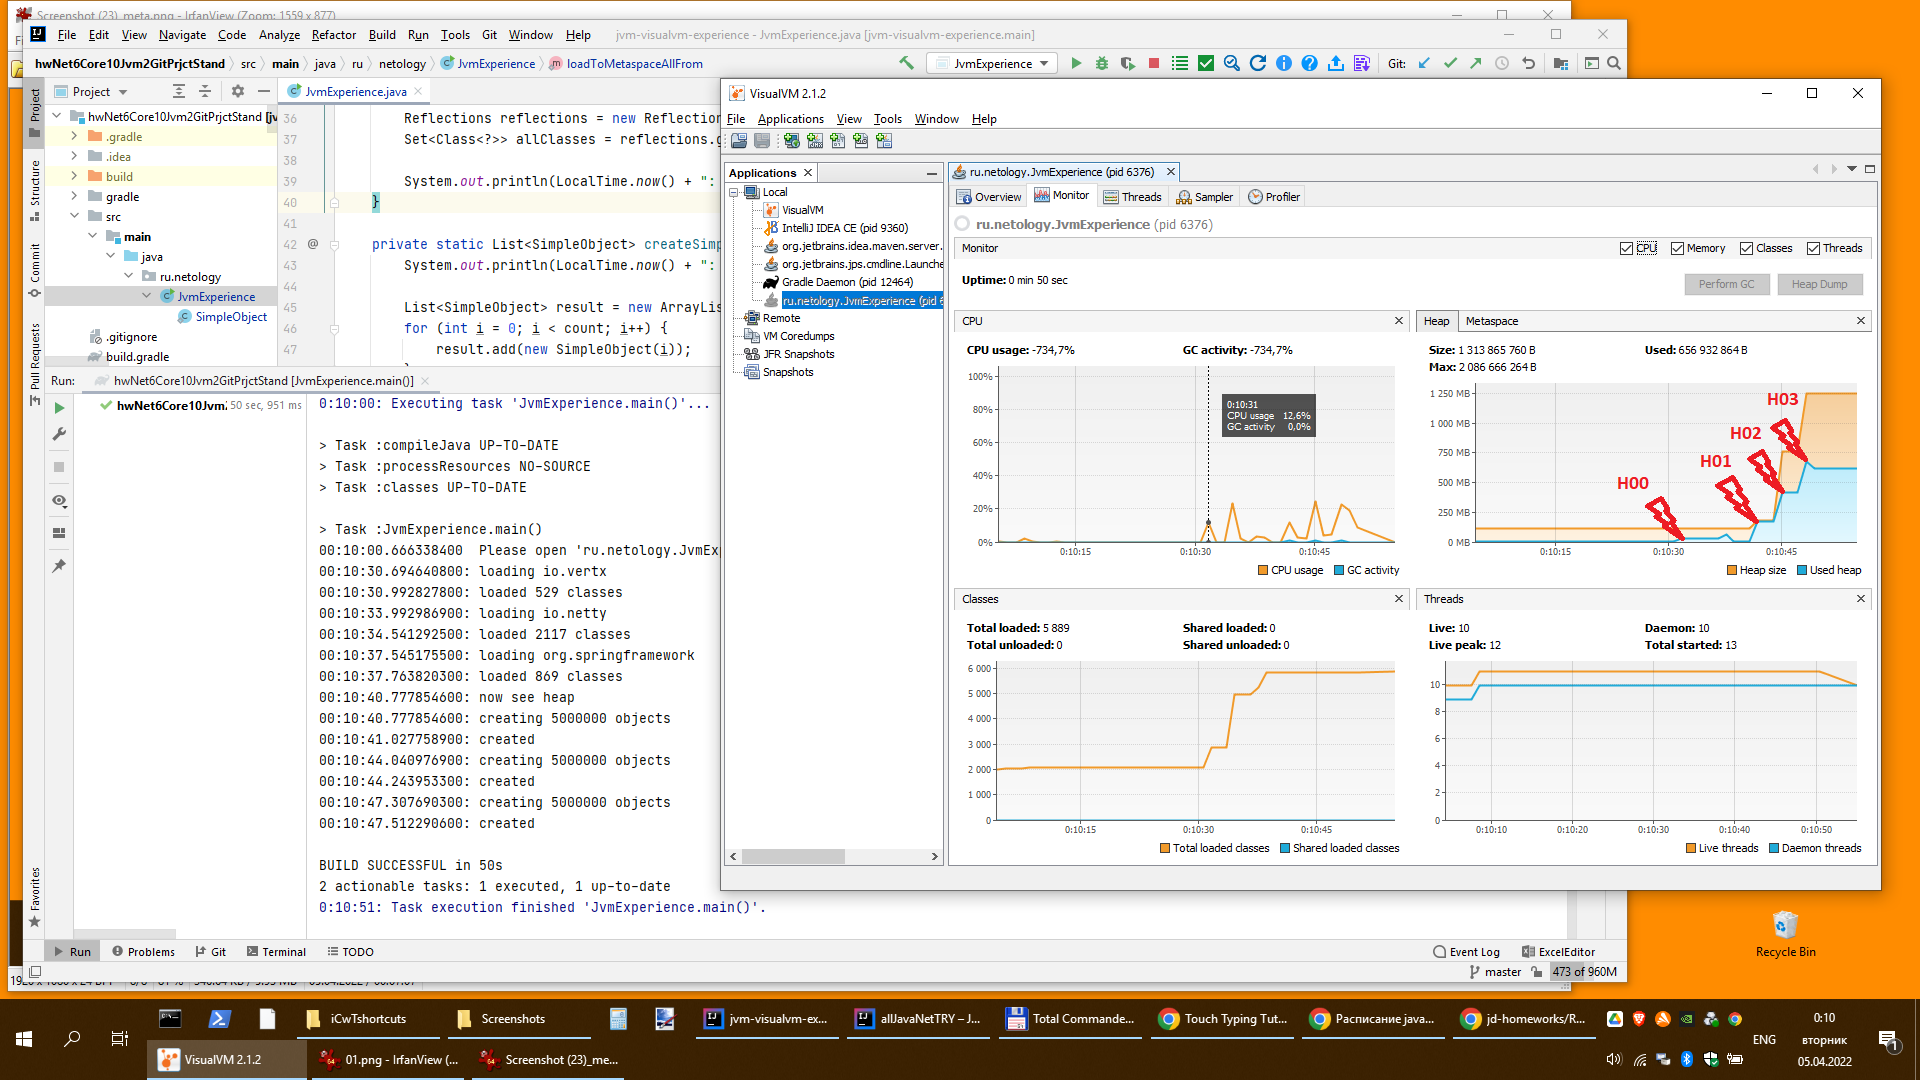 Screenshot (23)_meta.png - IrfanView (Zoom: 1559 x 877)
File Edit View Navigate Code Analyze Refactor Build Run Tools Git Window Help jvm-visualvm-experience - JvmExperience.java [jvm-visualvm-experience.main]
hwNet6Core10Jvm2GitPrjctStand src main java ru netology JvmExperience loadToMetaspaceAllFrom
JvmExperience
Git:
Project
Structure
Commit
Pull Requests
Favorites
Project
hwNet6Core10Jvm2GitPrjctStand [jv
.gradle
.idea
build
gradle
src
main
java
ru.netology
JvmExperience
SimpleObject
.gitignore
build.gradle
JvmExperience.java
36 Reflections reflections = new Reflection
37 Set<Class<?>> allClasses = reflections.g
38
39 System.out.println(LocalTime.now() + ":
40 }
41
42 @ private static List<SimpleObject> createSimp
43 System.out.println(LocalTime.now() + ":
44
45 List<SimpleObject> result = new ArrayLis
46 for (int i = 0; i < count; i++) {
47 result.add(new SimpleObject(i));
Run: hwNet6Core10Jvm2GitPrjctStand [JvmExperience.main()]
hwNet6Core10Jvm 50 sec, 951 ms
0:10:00: Executing task 'JvmExperience.main()'...
> Task :compileJava UP-TO-DATE
> Task :processResources NO-SOURCE
> Task :classes UP-TO-DATE
> Task :JvmExperience.main()
00:10:00.666338400 Please open 'ru.netology.JvmExp
00:10:30.694640800: loading io.vertx
00:10:30.992827800: loaded 529 classes
00:10:33.992986900: loading io.netty
00:10:34.541292500: loaded 2117 classes
00:10:37.545175500: loading org.springframework
00:10:37.763820300: loaded 869 classes
00:10:40.777854600: now see heap
00:10:40.777854600: creating 5000000 objects
00:10:41.027758900: created
00:10:44.040976900: creating 5000000 objects
00:10:44.243953300: created
00:10:47.307690300: creating 5000000 objects
00:10:47.512290600: created
BUILD SUCCESSFUL in 50s
2 actionable tasks: 1 executed, 1 up-to-date
0:10:51: Task execution finished 'JvmExperience.main()'.
Run Problems Git Terminal TODO
Event Log ExcelEditor
master 473 of 960M
VisualVM 2.1.2
File Applications View Tools Window Help
Applications
Local
VisualVM
IntelliJ IDEA CE (pid 9360)
org.jetbrains.idea.maven.server.
org.jetbrains.jps.cmdline.Launche
Gradle Daemon (pid 12464)
ru.netology.JvmExperience (pid 6
Remote
VM Coredumps
JFR Snapshots
Snapshots
ru.netology.JvmExperience (pid 6376)
Overview Monitor Threads Sampler Profiler
ru.netology.JvmExperience (pid 6376)
Monitor CPU Memory Classes Threads
Uptime: 0 min 50 sec
Perform GC Heap Dump
CPU
CPU usage: -734,7% GC activity: -734,7%
100%
80%
60%
40%
20%
0%
0:10:31
CPU usage 12,6%
GC activity 0,0%
0:10:15 0:10:30 0:10:45
CPU usage GC activity
Heap Metaspace
Size: 1 313 865 760 B Used: 656 932 864 B
Max: 2 086 666 264 B
1 250 MB
1 000 MB
750 MB
500 MB
250 MB
0 MB
H03
H02
H01
H00
0:10:15 0:10:30 0:10:45
Heap size Used heap
Classes
Total loaded: 5 889 Shared loaded: 0
Total unloaded: 0 Shared unloaded: 0
6 000
5 000
4 000
3 000
2 000
1 000
0
0:10:15 0:10:30 0:10:45
Total loaded classes Shared loaded classes
Threads
Live: 10 Daemon: 10
Live peak: 12 Total started: 13
10
8
6
4
2
0
0:10:10 0:10:20 0:10:30 0:10:40 0:10:50
Live threads Daemon threads
Recycle Bin
iCwTshortcuts Screenshots jvm-visualvm-ex... allJavaNetTRY – J... Total Commande... Touch Typing Tut... Расписание java... jd-homeworks/R...
VisualVM 2.1.2 01.png - IrfanView (... Screenshot (23)_me...
ENG
0:10
вторник
05.04.2022
1